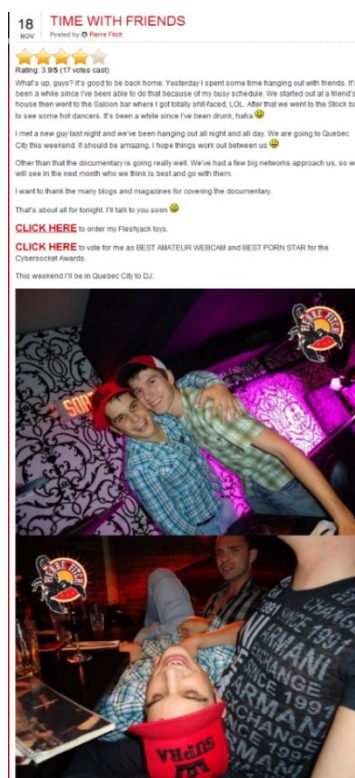 18
NOV
TIME WITH FRIENDS
Posted by Pierre Fitch
Rating: 3.9/5 (17 votes cast)
What's up, guys? It's good to be back home. Yesterday I spent some time hanging out with friends. It's
been a while since I've been able to do that because of my busy schedule. We started out at a friend's
house then went to the Saloon bar where I got totally shit-faced, LOL. After that we went to the Stock ba
to see some hot dancers. It's been a while since I've been drunk, haha
I met a new guy last night and we've been hanging out all night and all day. We are going to Quebec
City this weekend. It should be amazing. I hope things work out between us
Other than that the documentary is going really well. We've had a few big networks approach us, so w
will see in the next month who we think is best and go with them.
I want to thank the many blogs and magazines for covering the documentary.
That's about all for tonight. I'll talk to you soon
CLICK HERE to order my Fleshjack toys.
CLICK HERE to vote for me as BEST AMATEUR WEBCAM and BEST PORN STAR for the
Cybersocket Awards.
This weekend I'll be in Quebec City to DJ.
PIERRE FITCH
SOR
PIERRE FITCH
CHANGE
SINCE 1991
ARMANI
EXCHANGE
SINCE 1991
ARMANI
EXCHANGE
SUPRA